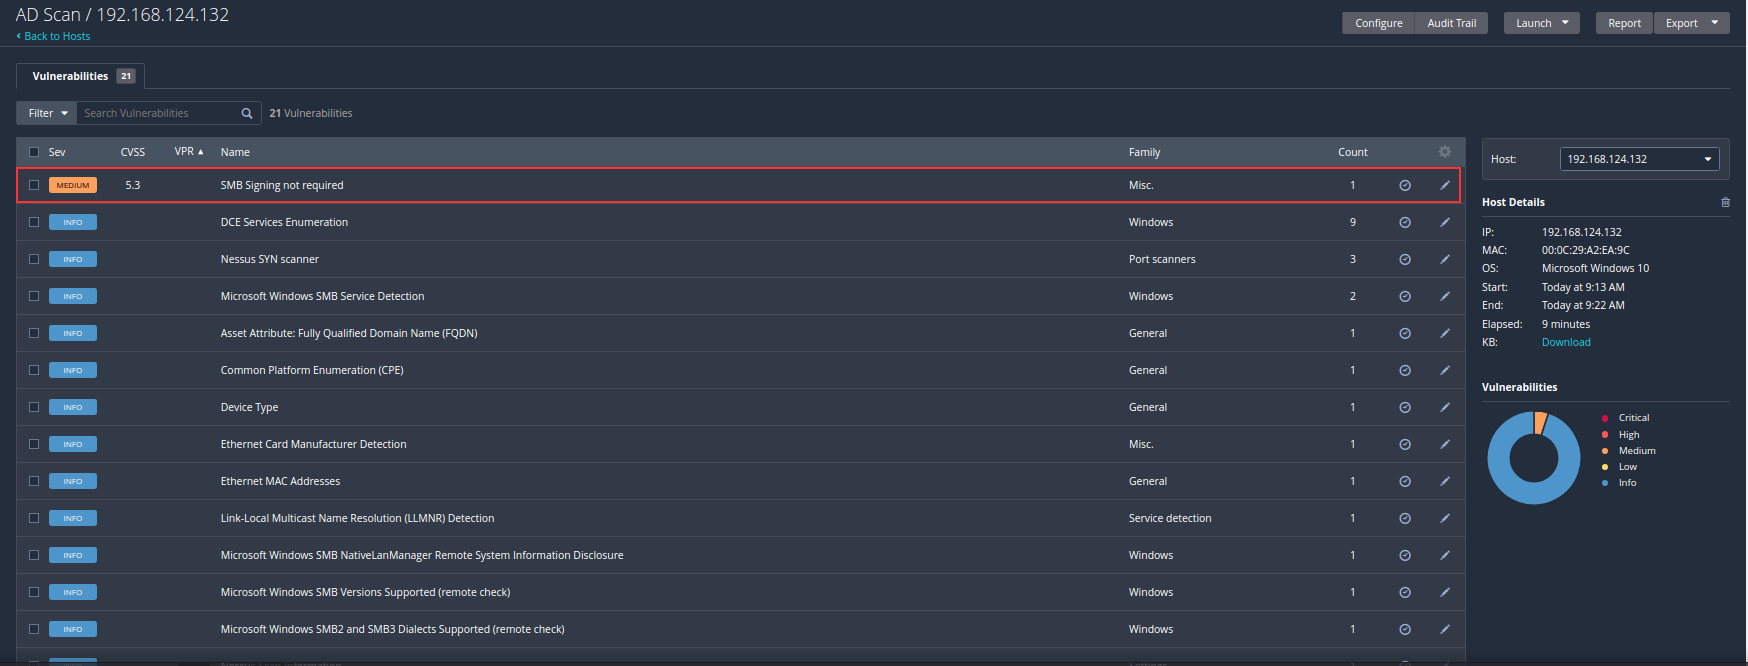 AD Scan / 192.168.124.132
‹ Back to Hosts
Configure Audit Trail Launch Report Export
Vulnerabilities 21
Filter Search Vulnerabilities 21 Vulnerabilities
Sev CVSS VPR ▲ Name Family Count
MEDIUM 5.3 SMB Signing not required Misc. 1
INFO DCE Services Enumeration Windows 9
INFO Nessus SYN scanner Port scanners 3
INFO Microsoft Windows SMB Service Detection Windows 2
INFO Asset Attribute: Fully Qualified Domain Name (FQDN) General 1
INFO Common Platform Enumeration (CPE) General 1
INFO Device Type General 1
INFO Ethernet Card Manufacturer Detection Misc. 1
INFO Ethernet MAC Addresses General 1
INFO Link-Local Multicast Name Resolution (LLMNR) Detection Service detection 1
INFO Microsoft Windows SMB NativeLanManager Remote System Information Disclosure Windows 1
INFO Microsoft Windows SMB Versions Supported (remote check) Windows 1
INFO Microsoft Windows SMB2 and SMB3 Dialects Supported (remote check) Windows 1
Host: 192.168.124.132
Host Details
IP: 192.168.124.132
MAC: 00:0C:29:A2:EA:9C
OS: Microsoft Windows 10
Start: Today at 9:13 AM
End: Today at 9:22 AM
Elapsed: 9 minutes
KB: Download
Vulnerabilities
Critical
High
Medium
Low
Info